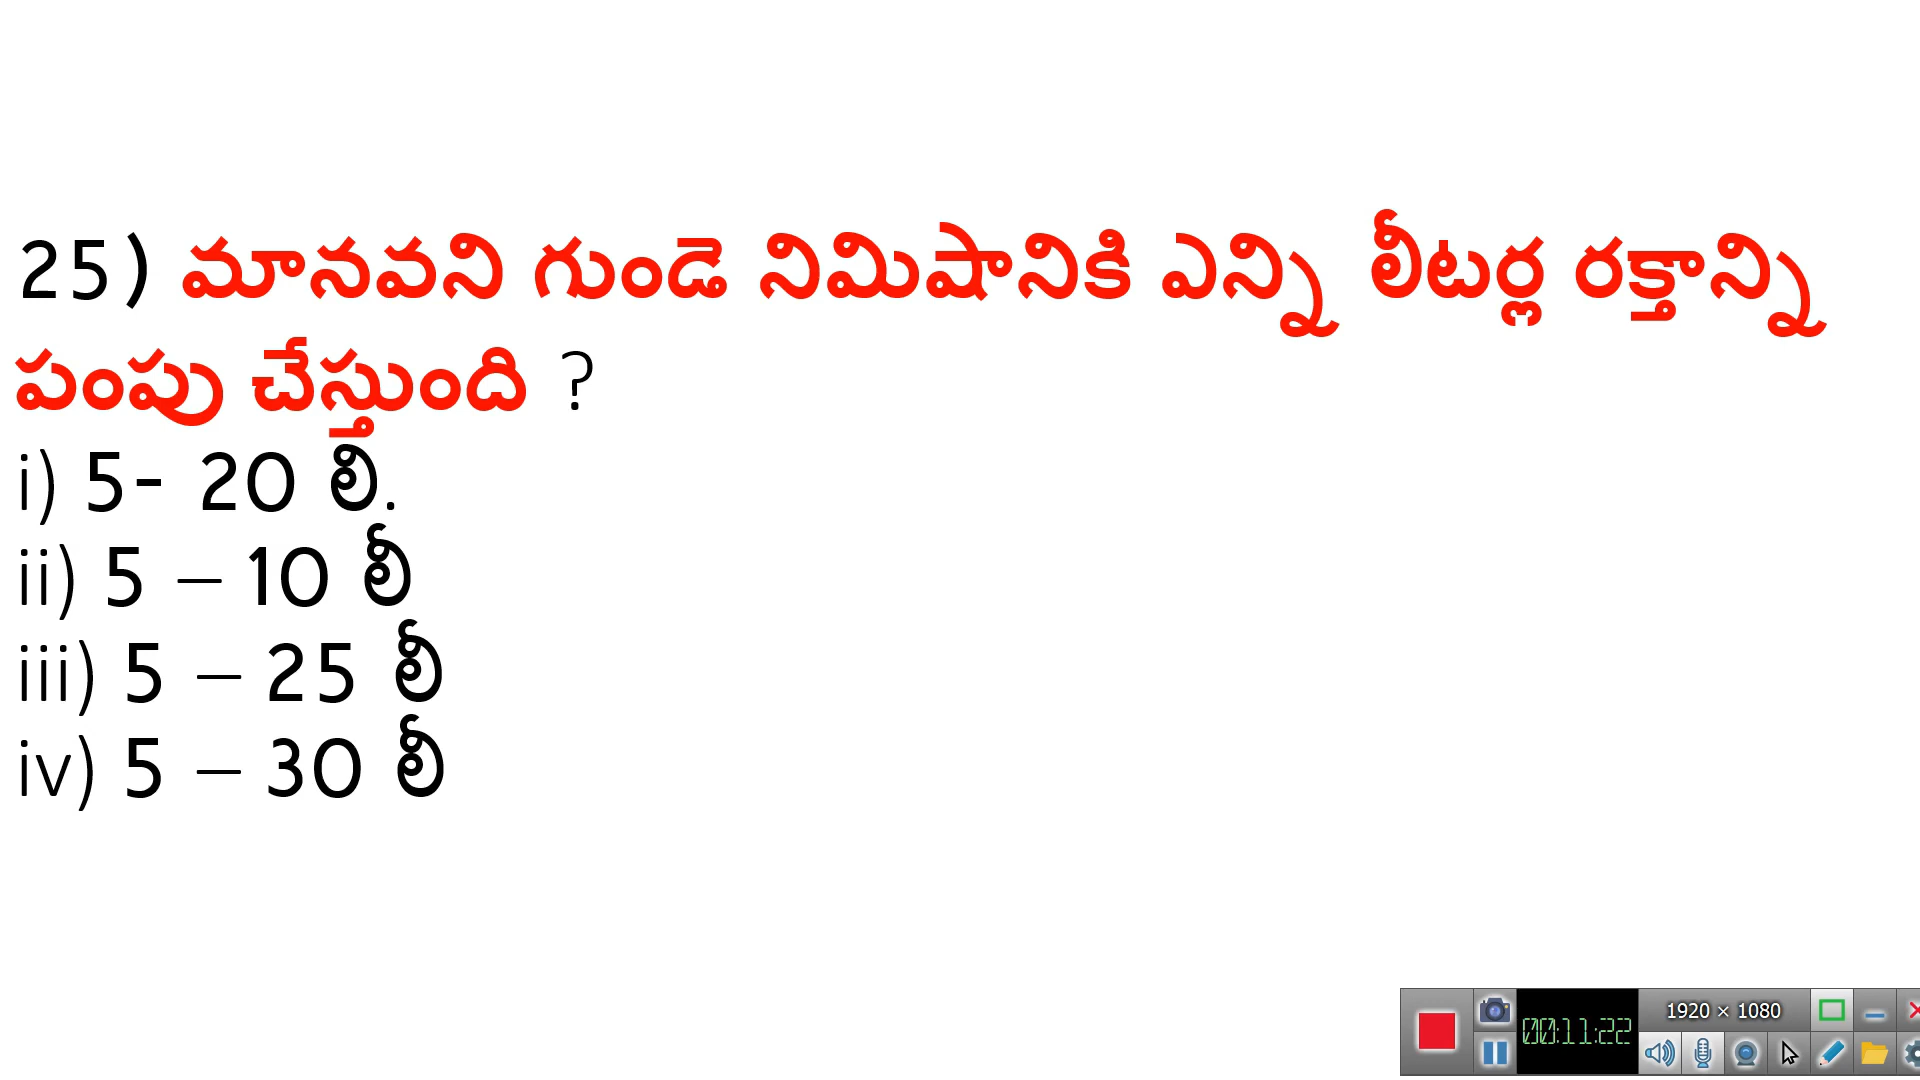 25) మానవని గుండె నిమిషానికి ఎన్ని లీటర్ల రక్తాన్ని
పంపు చేస్తుంది ?
i) 5- 20 లి.
ii) 5 – 10 లీ
iii) 5 – 25 లీ
iv) 5 – 30 లీ
1920 × 1080
00:11:22